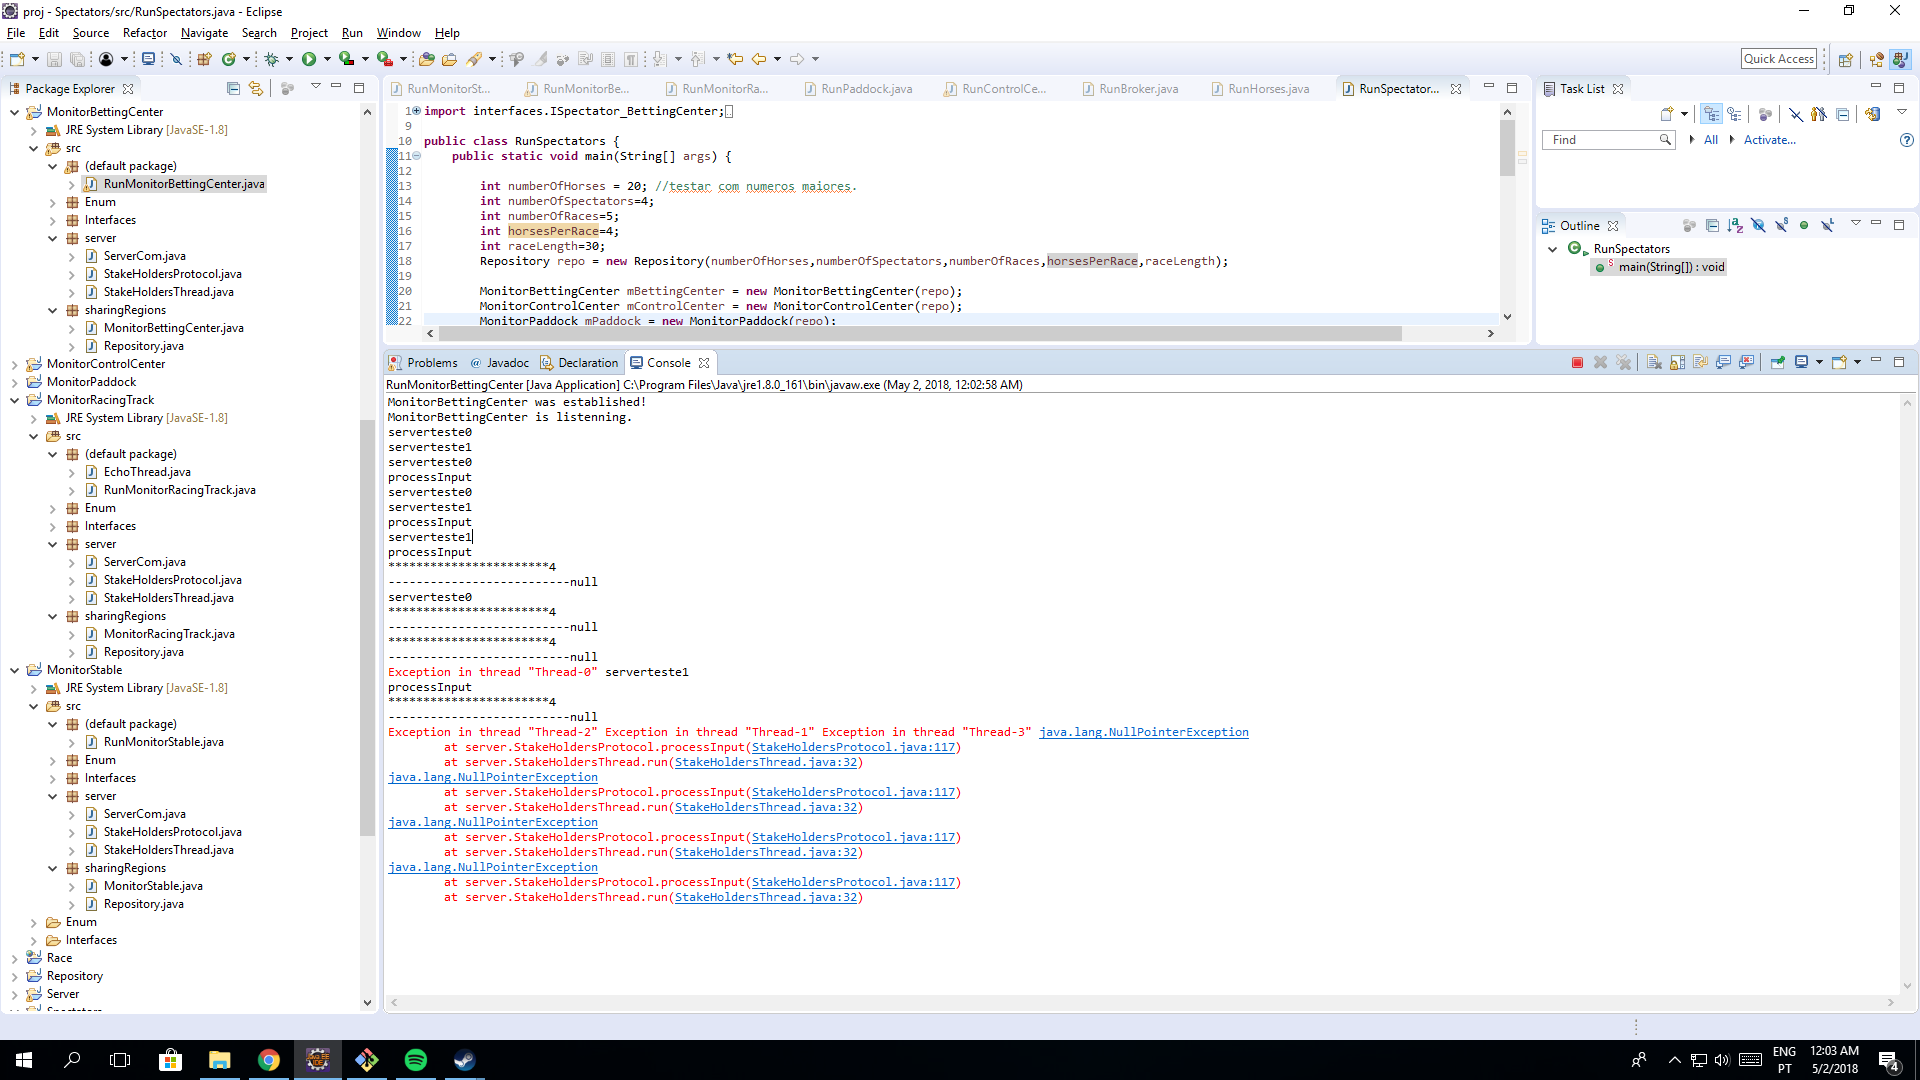 proj - Spectators/src/RunSpectators.java - Eclipse
File Edit Source Refactor Navigate Search Project Run Window Help
Quick Access
Package Explorer
MonitorBettingCenter
JRE System Library [JavaSE-1.8]
src
(default package)
RunMonitorBettingCenter.java
Enum
Interfaces
server
ServerCom.java
StakeHoldersProtocol.java
StakeHoldersThread.java
sharingRegions
MonitorBettingCenter.java
Repository.java
MonitorControlCenter
MonitorPaddock
MonitorRacingTrack
JRE System Library [JavaSE-1.8]
src
(default package)
EchoThread.java
RunMonitorRacingTrack.java
Enum
Interfaces
server
ServerCom.java
StakeHoldersProtocol.java
StakeHoldersThread.java
sharingRegions
MonitorRacingTrack.java
Repository.java
MonitorStable
JRE System Library [JavaSE-1.8]
src
(default package)
RunMonitorStable.java
Enum
Interfaces
server
ServerCom.java
StakeHoldersProtocol.java
StakeHoldersThread.java
sharingRegions
MonitorStable.java
Repository.java
Enum
Interfaces
Race
Repository
Server
RunMonitorSt... RunMonitorBe... RunMonitorRa... RunPaddock.java RunControlCe... RunBroker.java RunHorses.java RunSpectator...
1 import interfaces.ISpectator_BettingCenter;
9
10 public class RunSpectators {
11 public static void main(String[] args) {
12
13 int numberOfHorses = 20; //testar com numeros maiores.
14 int numberOfSpectators=4;
15 int numberOfRaces=5;
16 int horsesPerRace=4;
17 int raceLength=30;
18 Repository repo = new Repository(numberOfHorses,numberOfSpectators,numberOfRaces,horsesPerRace,raceLength);
19
20 MonitorBettingCenter mBettingCenter = new MonitorBettingCenter(repo);
21 MonitorControlCenter mControlCenter = new MonitorControlCenter(repo);
22 MonitorPaddock mPaddock = new MonitorPaddock(repo);
Task List
Find
All
Activate...
Outline
RunSpectators
S main(String[]) : void
Problems @ Javadoc Declaration Console
RunMonitorBettingCenter [Java Application] C:\Program Files\Java\jre1.8.0_161\bin\javaw.exe (May 2, 2018, 12:02:58 AM)
MonitorBettingCenter was established!
MonitorBettingCenter is listenning.
serverteste0
serverteste1
serverteste0
processInput
serverteste0
serverteste1
processInput
serverteste1
processInput
***********************4
--------------------------null
serverteste0
***********************4
--------------------------null
***********************4
--------------------------null
Exception in thread "Thread-0" serverteste1
processInput
***********************4
--------------------------null
Exception in thread "Thread-2" Exception in thread "Thread-1" Exception in thread "Thread-3" java.lang.NullPointerException
at server.StakeHoldersProtocol.processInput(StakeHoldersProtocol.java:117)
at server.StakeHoldersThread.run(StakeHoldersThread.java:32)
java.lang.NullPointerException
at server.StakeHoldersProtocol.processInput(StakeHoldersProtocol.java:117)
at server.StakeHoldersThread.run(StakeHoldersThread.java:32)
java.lang.NullPointerException
at server.StakeHoldersProtocol.processInput(StakeHoldersProtocol.java:117)
at server.StakeHoldersThread.run(StakeHoldersThread.java:32)
java.lang.NullPointerException
at server.StakeHoldersProtocol.processInput(StakeHoldersProtocol.java:117)
at server.StakeHoldersThread.run(StakeHoldersThread.java:32)
ENG
PT
12:03 AM
5/2/2018
4